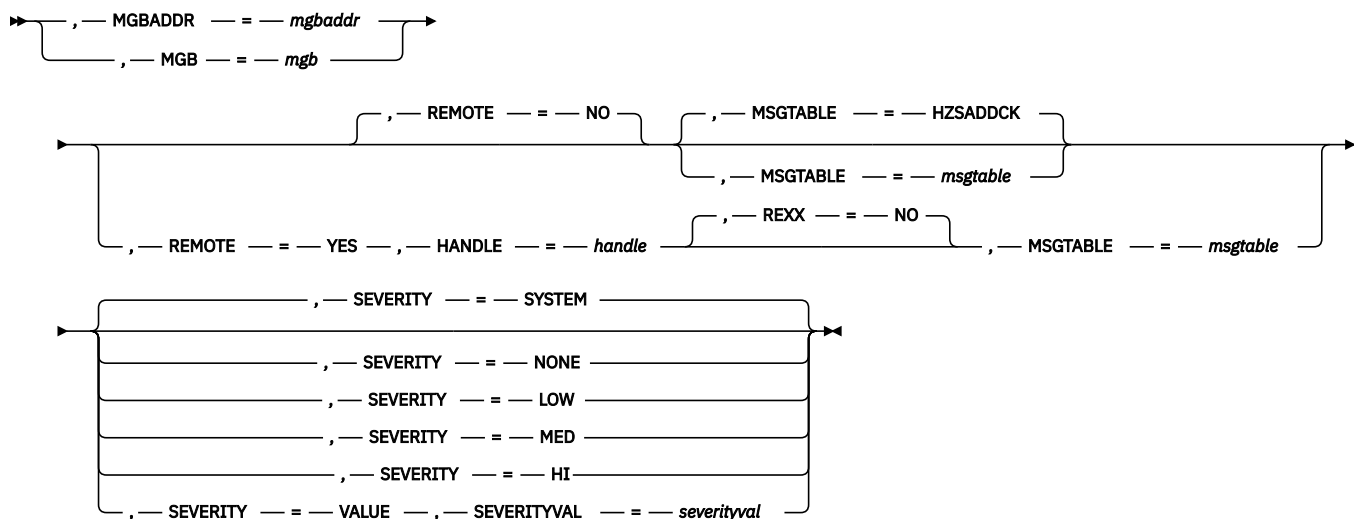 , MGBADDR = mgbaddr
, MGB = mgb
, REMOTE = NO , MSGTABLE = HZSADDCK
, MSGTABLE = msgtable
, REXX = NO
, REMOTE = YES , HANDLE = handle , MSGTABLE = msgtable
, SEVERITY = SYSTEM
, SEVERITY = NONE
, SEVERITY = LOW
, SEVERITY = MED
, SEVERITY = HI
, SEVERITY = VALUE , SEVERITYVAL = severityval